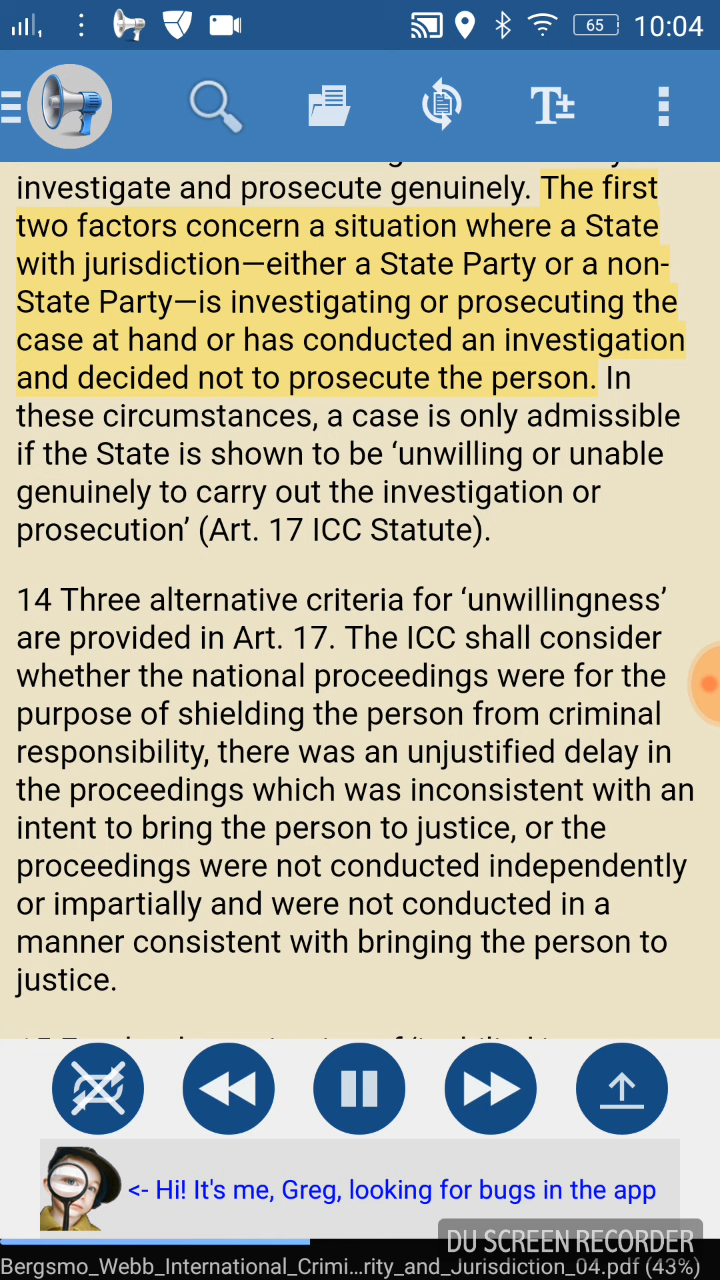 65 10:04
T±
investigate and prosecute genuinely. The first
two factors concern a situation where a State
with jurisdiction—either a State Party or a non-
State Party—is investigating or prosecuting the
case at hand or has conducted an investigation
and decided not to prosecute the person. In
these circumstances, a case is only admissible
if the State is shown to be ‘unwilling or unable
genuinely to carry out the investigation or
prosecution’ (Art. 17 ICC Statute).
14 Three alternative criteria for ‘unwillingness’
are provided in Art. 17. The ICC shall consider
whether the national proceedings were for the
purpose of shielding the person from criminal
responsibility, there was an unjustified delay in
the proceedings which was inconsistent with an
intent to bring the person to justice, or the
proceedings were not conducted independently
or impartially and were not conducted in a
manner consistent with bringing the person to
justice.
<- Hi! It's me, Greg, looking for bugs in the app
DU SCREEN RECORDER
Bergsmo_Webb_International_Crimi...rity_and_Jurisdiction_04.pdf (43%)